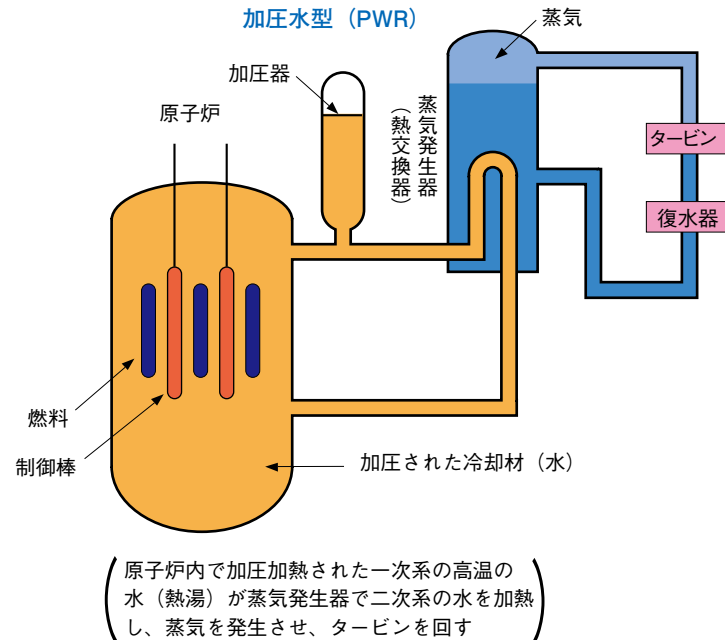 加圧水型（PWR）
蒸気
加圧器
原子炉
蒸気発生器
（熱交換器）
タービン
復水器
燃料
制御棒
加圧された冷却材（水）
原子炉内で加圧加熱された一次系の高温の
水（熱湯）が蒸気発生器で二次系の水を加熱
し、蒸気を発生させ、タービンを回す